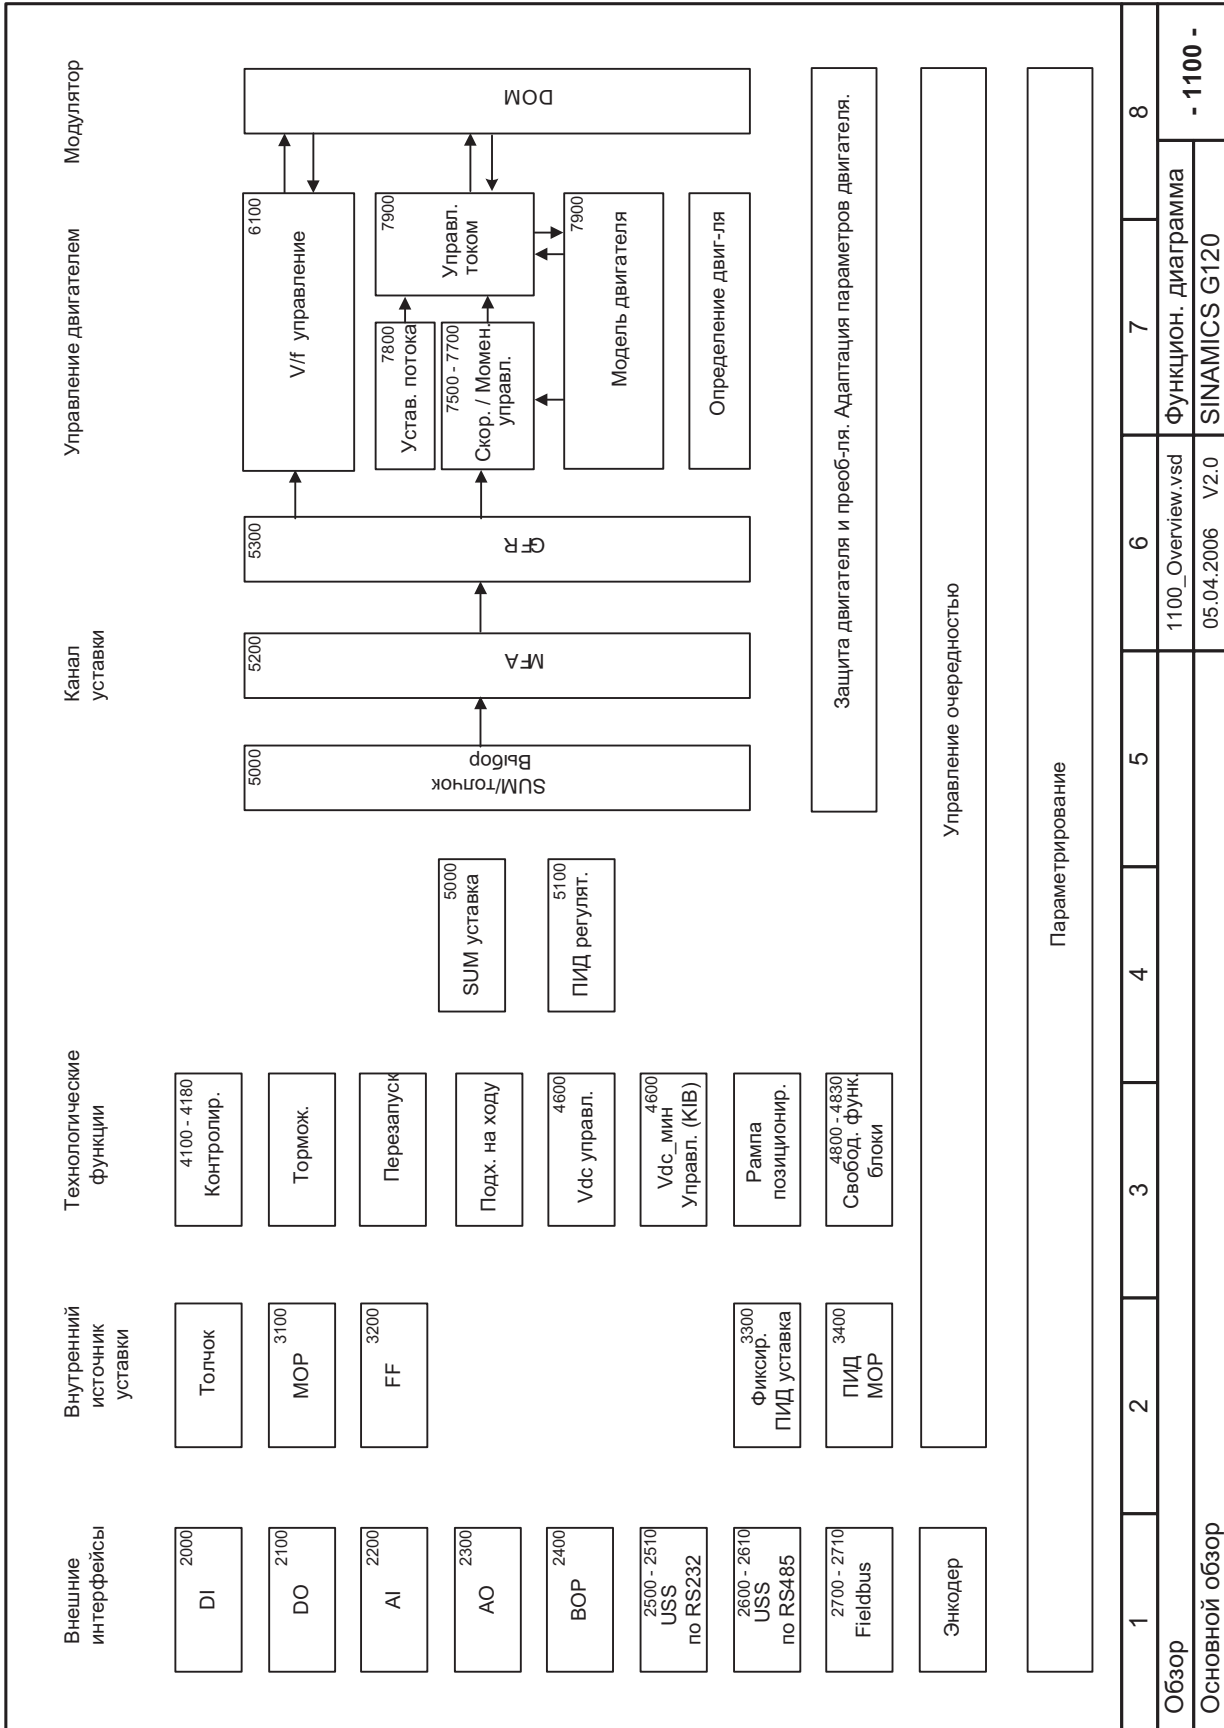 Внешние
интерфейсы
Внутренний
источник
уставки
Технологические
функции
Канал
уставки
Управление двигателем
Модулятор
2000
DI
2100
DO
2200
AI
2300
AO
2400
BOP
2500 - 2510
USS
по RS232
2600 - 2610
USS
по RS485
2700 - 2710
Fieldbus
Энкодер
Толчок
3100
MOP
3200
FF
3300
Фиксир.
ПИД уставка
3400
ПИД
MOP
4100 - 4180
Контролир.
Тормож.
Перезапуск
Подх. на ходу
4600
Vdc управл.
4600
Vdc_мин
Управл. (KIB)
Рампа
позиционир.
4800 - 4830
Свобод. функ.
блоки
5000
SUM уставка
5100
ПИД регулят.
5000
SUM/толчок
Выбор
5200
MFA
5300
GFR
6100
V/f управление
7800
Устав. потока
7500 - 7700
Скор. / Момен.
управл.
7900
Управл.
током
7900
Модель двигателя
Определение двиг-ля
DOM
Защита двигателя и преоб-ля. Адаптация параметров двигателя.
Управление очередностью
Параметрирование
1
2
3
4
5
6
7
8
Обзор
1100_Overview.vsd
Функцион. диаграмма
- 1100 -
Основной обзор
05.04.2006
V2.0
SINAMICS G120